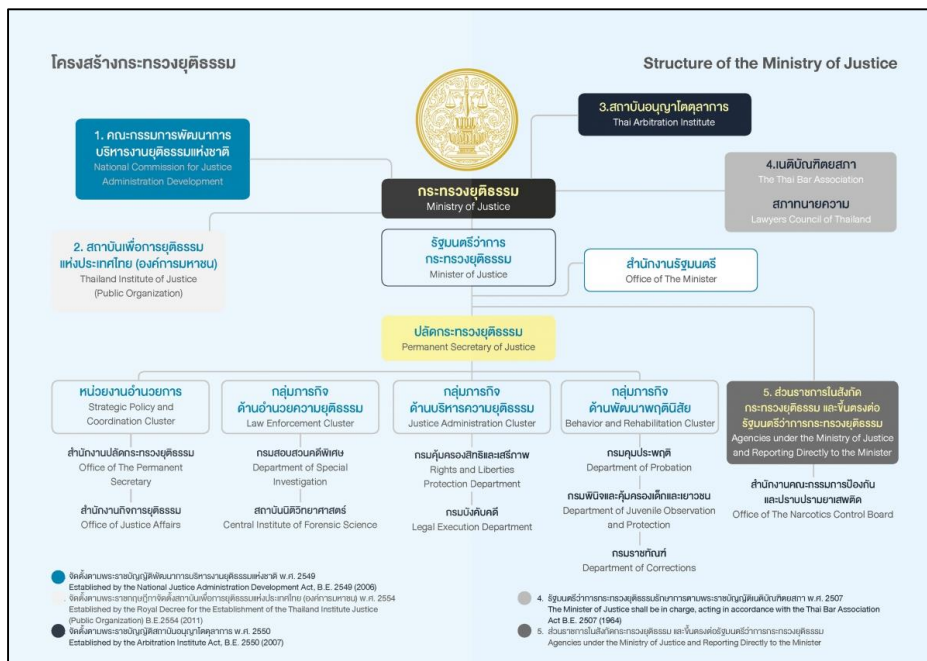 โครงสร้างกระทรวงยุติธรรม
Structure of the Ministry of Justice
1. คณะกรรมการพัฒนาการ
บริหารงานยุติธรรมแห่งชาติ
National Commission for Justice
Administration Development
3.สถาบันอนุญาโตตุลาการ
Thai Arbitration Institute
4.เนติบัณฑิตยสภา
The Thai Bar Association
สภาทนายความ
Lawyers Council of Thailand
กระทรวงยุติธรรม
Ministry of Justice
2. สถาบันเพื่อการยุติธรรม
แห่งประเทศไทย (องค์การมหาชน)
Thailand Institute of Justice
(Public Organization)
รัฐมนตรีว่าการ
กระทรวงยุติธรรม
Minister of Justice
สำนักงานรัฐมนตรี
Office of The Minister
ปลัดกระทรวงยุติธรรม
Permanent Secretary of Justice
หน่วยงานอำนวยการ
Strategic Policy and
Coordination Cluster
สำนักงานปลัดกระทรวงยุติธรรม
Office of The Permanent
Secretary
สำนักงานกิจการยุติธรรม
Office of Justice Affairs
กลุ่มภารกิจ
ด้านอำนวยความยุติธรรม
Law Enforcement Cluster
กรมสอบสวนคดีพิเศษ
Department of Special
Investigation
สถาบันนิติวิทยาศาสตร์
Central Institute of Forensic Science
กลุ่มภารกิจ
ด้านบริหารความยุติธรรม
Justice Administration Cluster
กรมคุ้มครองสิทธิและเสรีภาพ
Rights and Liberties
Protection Department
กรมบังคับคดี
Legal Execution Department
กลุ่มภารกิจ
ด้านพัฒนาพฤตินิสัย
Behavior and Rehabilitation Cluster
กรมคุมประพฤติ
Department of Probation
กรมพินิจและคุ้มครองเด็กและเยาวชน
Department of Juvenile Observation
and Protection
กรมราชทัณฑ์
Department of Corrections
5. ส่วนราชการในสังกัด
กระทรวงยุติธรรม และขึ้นตรงต่อ
รัฐมนตรีว่าการกระทรวงยุติธรรม
Agencies under the Ministry of Justice
and Reporting Directly to the Minister
สำนักงานคณะกรรมการป้องกัน
และปราบปรามยาเสพติด
Office of The Narcotics Control Board
จัดตั้งตามพระราชบัญญัติพัฒนาการบริหารงานยุติธรรมแห่งชาติ พ.ศ. 2549
Established by the National Justice Administration Development Act, B.E. 2549 (2006)
จัดตั้งตามพระราชกฤษฎีกาจัดตั้งสถาบันเพื่อการยุติธรรมแห่งประเทศไทย (องค์การมหาชน) พ.ศ. 2554
Established by the Royal Decree for the Establishment of the Thailand Institute Justice
(Public Organization) B.E.2554 (2011)
จัดตั้งตามพระราชบัญญัติสถาบันอนุญาโตตุลาการ พ.ศ. 2550
Established by the Arbitration Institute Act, B.E. 2550 (2007)
4. รัฐมนตรีว่าการกระทรวงยุติธรรมรักษาการตามพระราชบัญญัติเนติบัณฑิตยสภา พ.ศ. 2507
The Minister of Justice shall be in charge, acting in accordance with the Thai Bar Association
Act B.E. 2507 (1964)
5. ส่วนราชการในสังกัดกระทรวงยุติธรรม และขึ้นตรงต่อรัฐมนตรีว่าการกระทรวงยุติธรรม
Agencies under the Ministry of Justice and Reporting Directly to the Minister